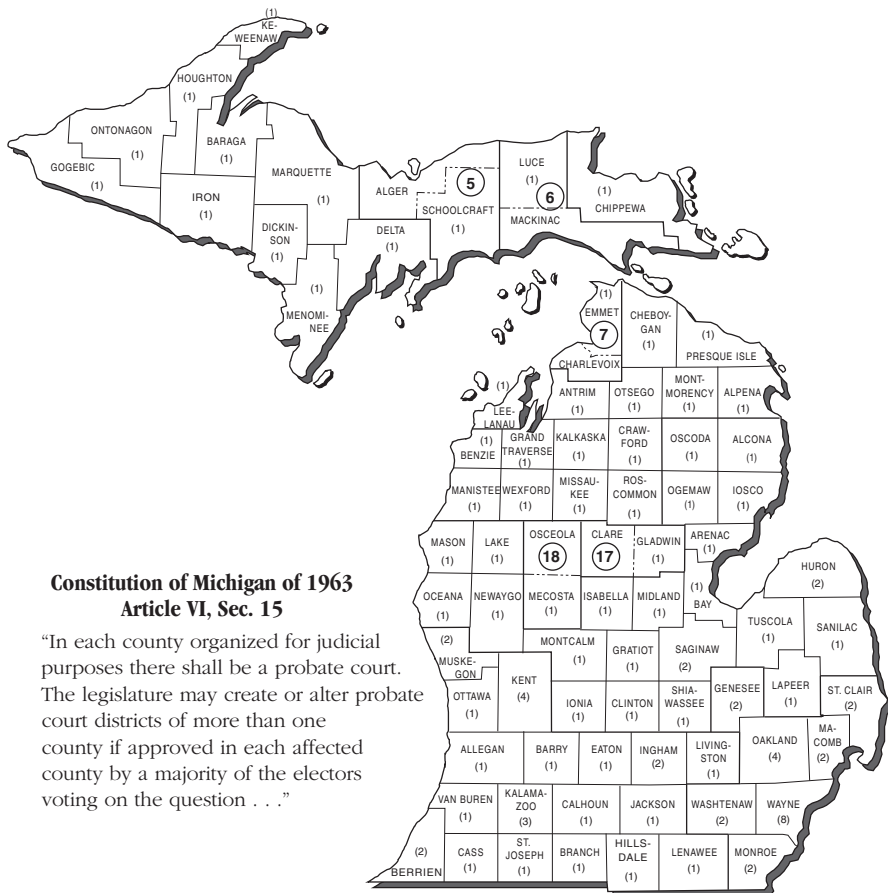 (1)
KE-
WEENAW
HOUGHTON
(1)
ONTONAGON
(1)
BARAGA
(1)
GOGEBIC
(1)
MARQUETTE
(1)
IRON
(1)
DICKIN-
SON
(1)
(1)
MENOMI-
NEE
ALGER
5
SCHOOLCRAFT
(1)
DELTA
(1)
LUCE
(1)
6
MACKINAC
(1)
CHIPPEWA
(1)
EMMET
7
CHARLEVOIX
CHEBOY-
GAN
(1)
(1)
PRESQUE ISLE
(1)
LEE-
LANAU
ANTRIM
(1)
OTSEGO
(1)
MONT-
MORENCY
(1)
ALPENA
(1)
(1)
BENZIE
GRAND
TRAVERSE
(1)
KALKASKA
(1)
CRAW-
FORD
(1)
OSCODA
(1)
ALCONA
(1)
MANISTEE
(1)
WEXFORD
(1)
MISSAU-
KEE
(1)
ROS-
COMMON
(1)
OGEMAW
(1)
IOSCO
(1)
MASON
(1)
LAKE
(1)
OSCEOLA
18
CLARE
17
GLADWIN
(1)
ARENAC
(1)
HURON
(2)
OCEANA
(1)
NEWAYGO
(1)
MECOSTA
(1)
ISABELLA
(1)
MIDLAND
(1)
(1)
BAY
TUSCOLA
(1)
SANILAC
(1)
(2)
MUSKE-
GON
MONTCALM
(1)
GRATIOT
(1)
SAGINAW
(2)
OTTAWA
(1)
KENT
(4)
IONIA
(1)
CLINTON
(1)
SHIA-
WASSEE
(1)
GENESEE
(2)
LAPEER
(1)
ST. CLAIR
(2)
ALLEGAN
(1)
BARRY
(1)
EATON
(1)
INGHAM
(2)
LIVING-
STON
(1)
OAKLAND
(4)
MA-
COMB
(2)
VAN BUREN
(1)
KALAMA-
ZOO
(3)
CALHOUN
(1)
JACKSON
(1)
WASHTENAW
(2)
WAYNE
(8)
(2)
BERRIEN
CASS
(1)
ST.
JOSEPH
(1)
BRANCH
(1)
HILLS-
DALE
(1)
LENAWEE
(1)
MONROE
(2)
Constitution of Michigan of 1963
Article VI, Sec. 15
“In each county organized for judicial
purposes there shall be a probate court.
The legislature may create or alter probate
court districts of more than one
county if approved in each affected
county by a majority of the electors
voting on the question . . .”